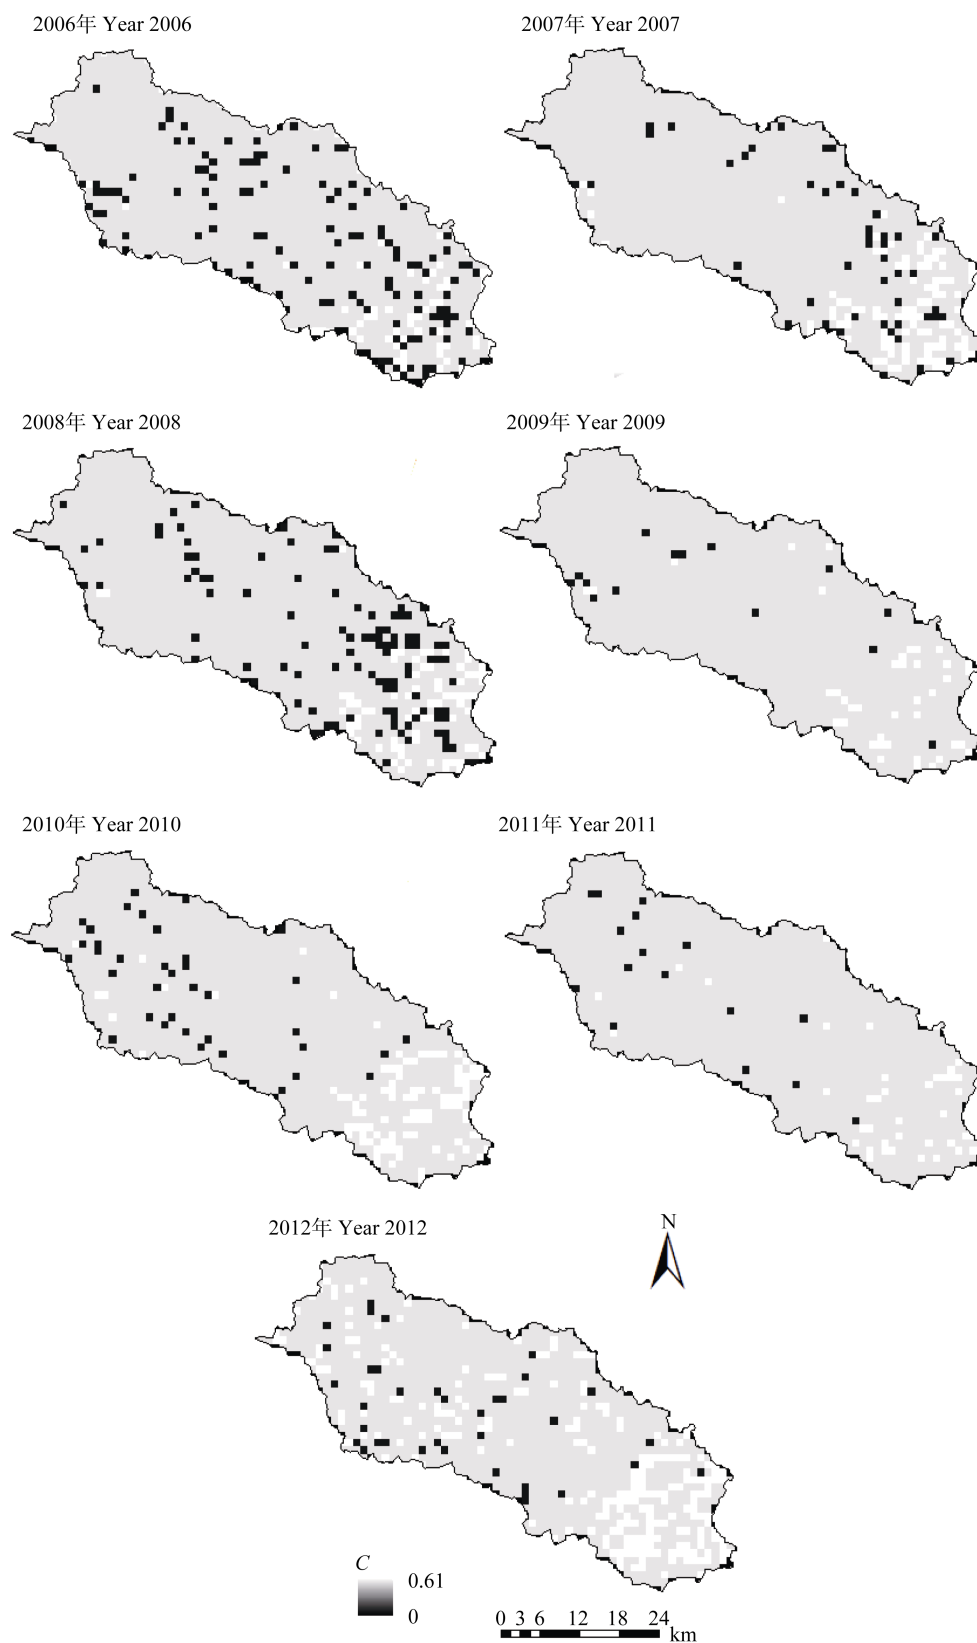 2006年 Year 2006
2007年 Year 2007
2008年 Year 2008
2009年 Year 2009
2010年 Year 2010
2011年 Year 2011
2012年 Year 2012
N
C
0.61
0
0 3 6 12 18 24
km